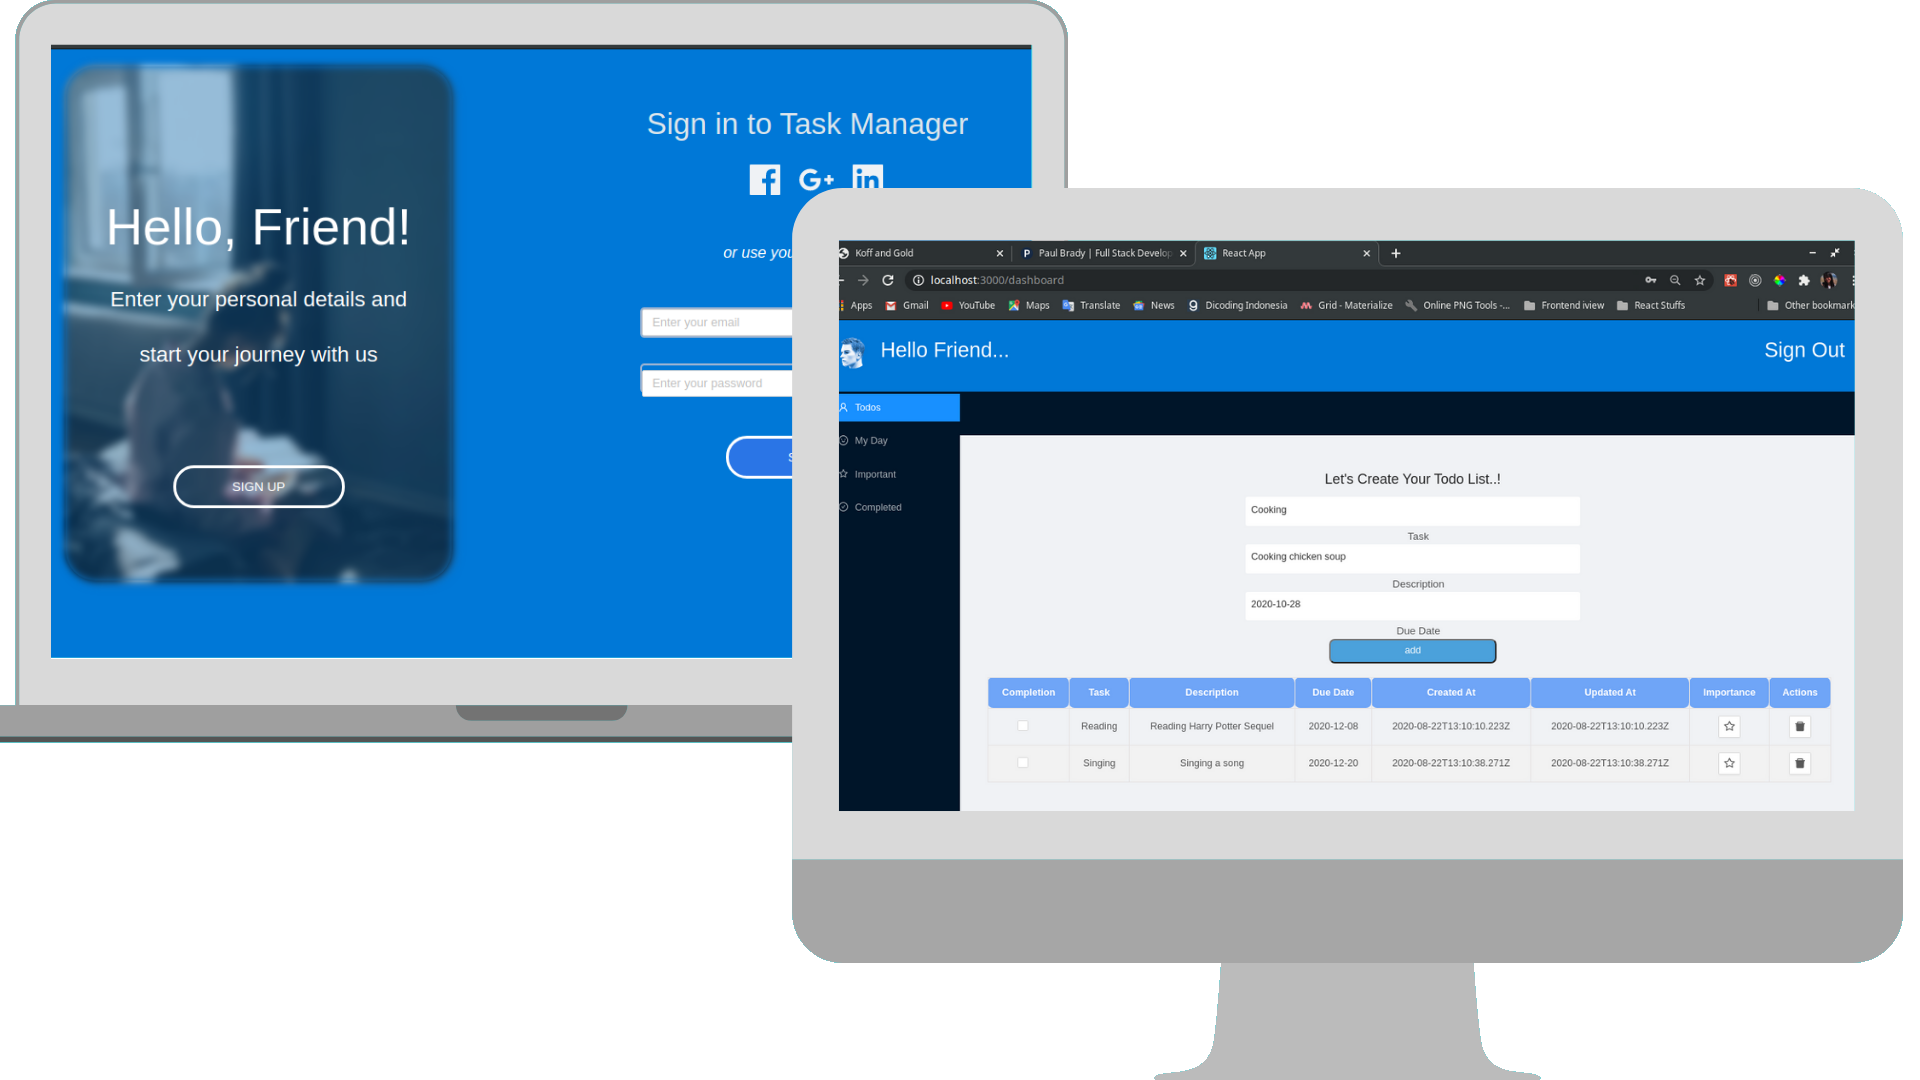 Hello, Friend!
Enter your personal details and
start your journey with us
SIGN UP
Sign in to Task Manager
G+
in
or use you
Enter your email
Enter your password
Koff and Gold
P Paul Brady | Full Stack Develop
React App
localhost:3000/dashboard
Apps Gmail YouTube Maps Translate News Dicoding Indonesia Grid - Materialize Online PNG Tools -... Frontend iview React Stuffs Other bookmark
Hello Friend...
Sign Out
Todos
My Day
Important
Completed
Let's Create Your Todo List..!
Cooking
Task
Cooking chicken soup
Description
2020-10-28
Due Date
add
Completion Task Description Due Date Created At Updated At Importance Actions
Reading Reading Harry Potter Sequel 2020-12-08 2020-08-22T13:10:10.223Z 2020-08-22T13:10:10.223Z
Singing Singing a song 2020-12-20 2020-08-22T13:10:38.271Z 2020-08-22T13:10:38.271Z